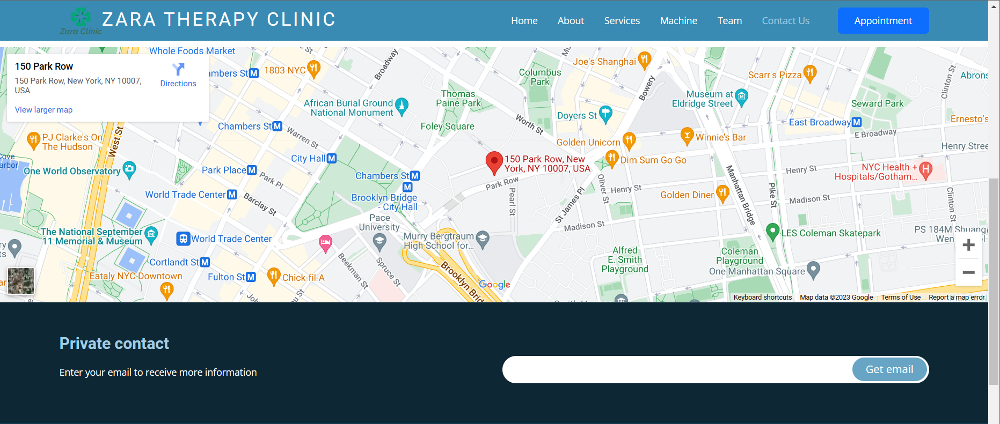 ZARA THERAPY CLINIC
Zara Clinic
Home
About
Services
Machine
Team
Contact Us
Appointment
150 Park Row
150 Park Row, New York, NY 10007,
USA
Directions
View larger map
Whole Foods Market
ambers St
1803 NYC
Broadway
Columbus
Park
Joe's Shanghai
Bowery
Scarr's Pizza
Clinton St
Abrons
Thomas
Paine Park
African Burial Ground
National Monument
Museum at
Eldridge Street
Seward Park
Doyers St
Foley Square
Worth St
Chambers St
Warren St
West St
PJ Clarke's On
The Hudson
East Broadway
E Broadway
Ernesto's
Golden Unicorn
Winnie's Bar
Henry Stree
Cove
arbor
One World Observatory
City Hall
Park Place
Park Pl
150 Park Row, New
York, NY 10007, USA
Dim Sum Go Go
Henry St
NYC Health +
Hospitals/Gotham...
Chambers St
Park Row
Oliver St
Henry St
Manhattan Bridge
Pike St
World Trade Center
Barclay St
Brooklyn Bridge
- City Hall
Pearl St
St James Pl
Golden Diner
Madison St
Clinton St
Pace
University
Madison St
The National September
11 Memorial & Museum
World Trade Center
Murry Bergtraum
High School for...
LES Coleman Skatepark
PS 184M Shuang
Wen
Cortlandt St
Beekman St
Spruce St
Alfred
E. Smith
Playground
Coleman
Playground
One Manhattan Square
Eataly NYC Downtown
Fulton St
Chick-fil-A
Brooklyn Brid
Google
Keyboard shortcuts
Map data ©2023 Google
Terms of Use
Report a map error
Private contact
Enter your email to receive more information
Get email